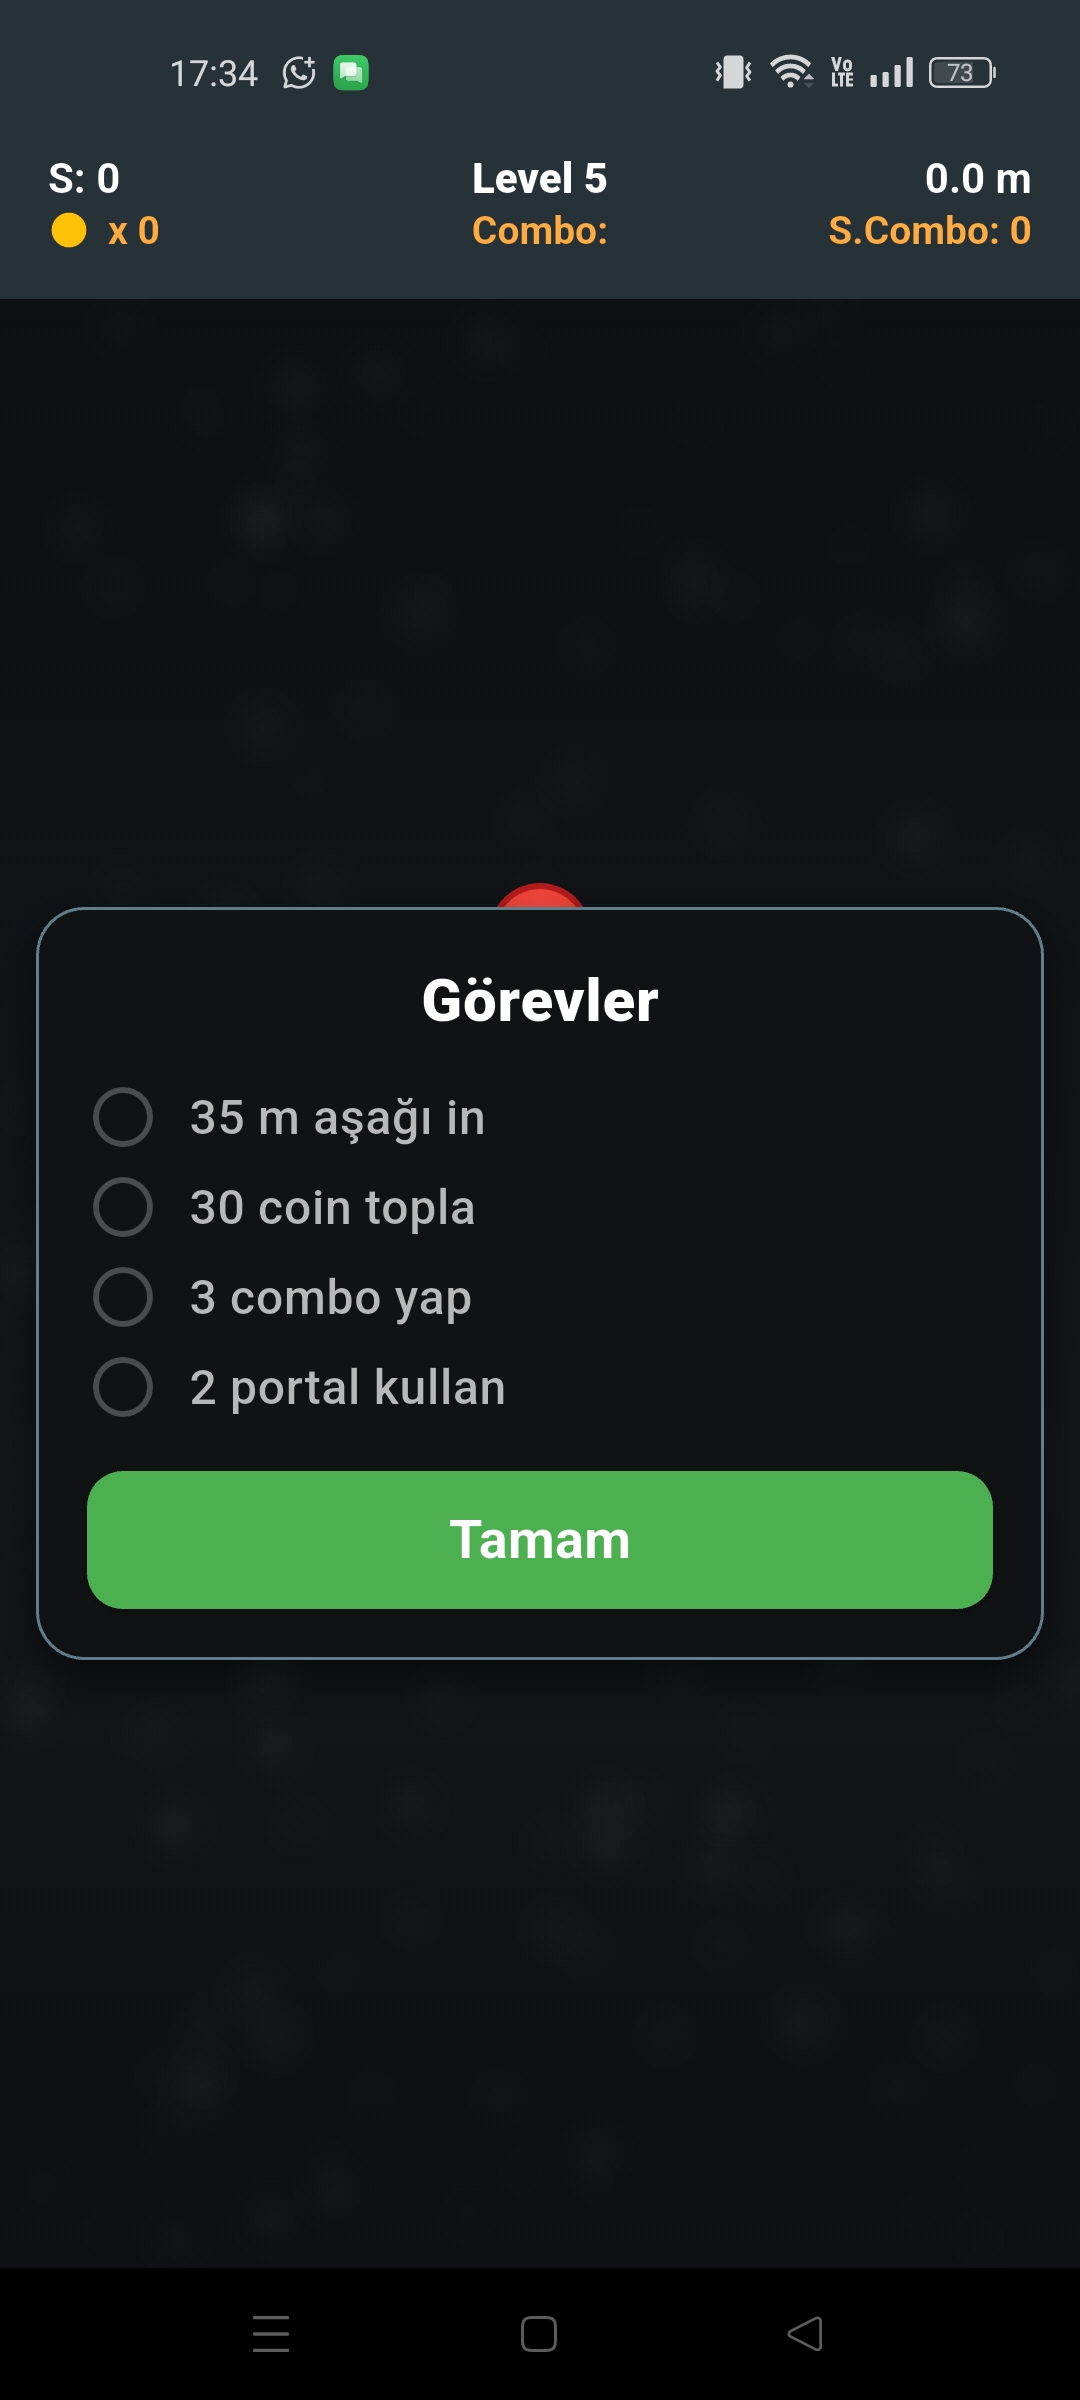 17:34
Vo
LTE
73
S: 0
Level 5
0.0 m
x 0
Combo:
S.Combo: 0
Görevler
35 m aşağı in
30 coin topla
3 combo yap
2 portal kullan
Tamam